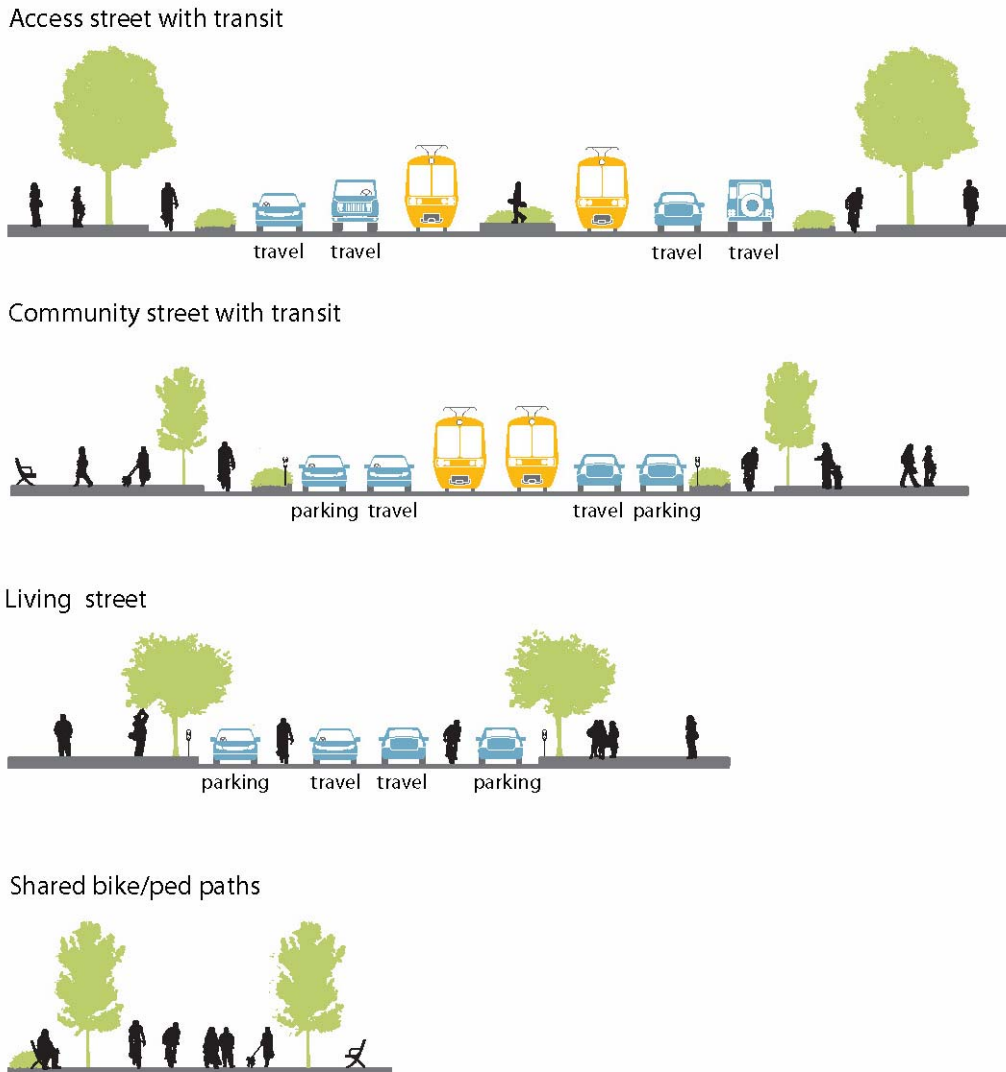 Access street with transit
travel travel travel travel
Community street with transit
parking travel travel parking
Living street
parking travel travel parking
Shared bike/ped paths